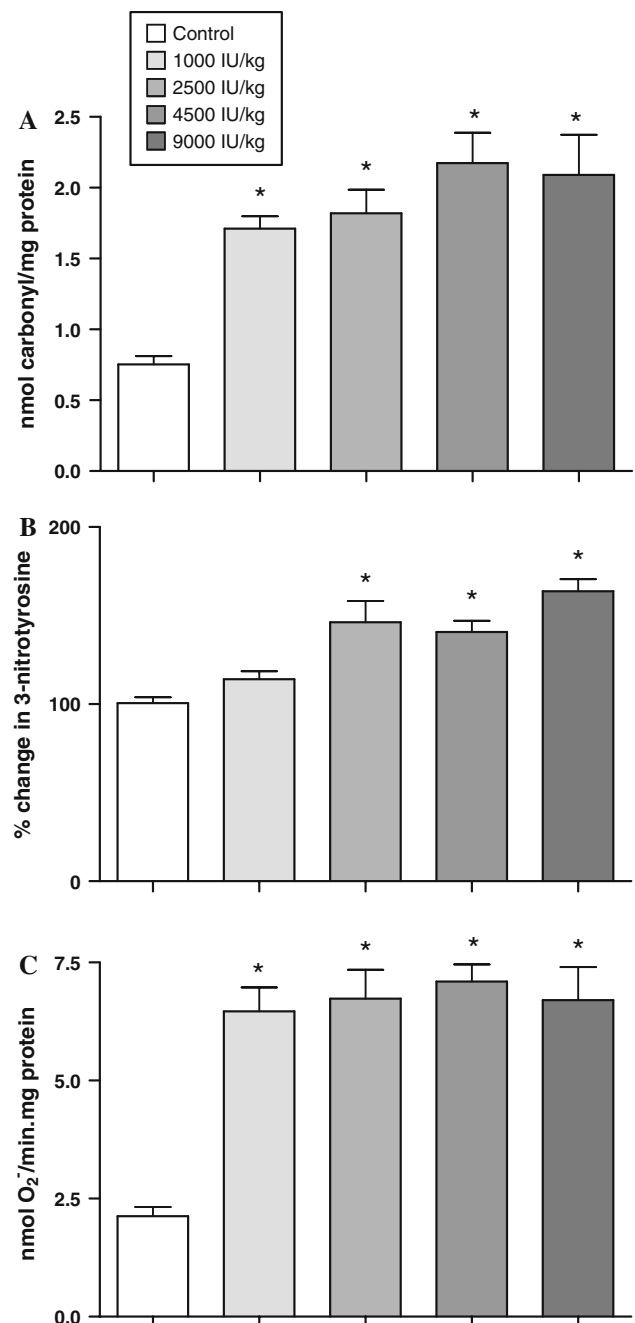 Control
1000 IU/kg
2500 IU/kg
4500 IU/kg
9000 IU/kg
A
nmol carbonyl/mg protein
2.5
2.0
1.5
1.0
0.5
0.0
*
*
*
*
B
% change in 3-nitrotyrosine
200
100
0
*
*
*
C
nmol O₂⁻/min.mg protein
7.5
5.0
2.5
0.0
*
*
*
*